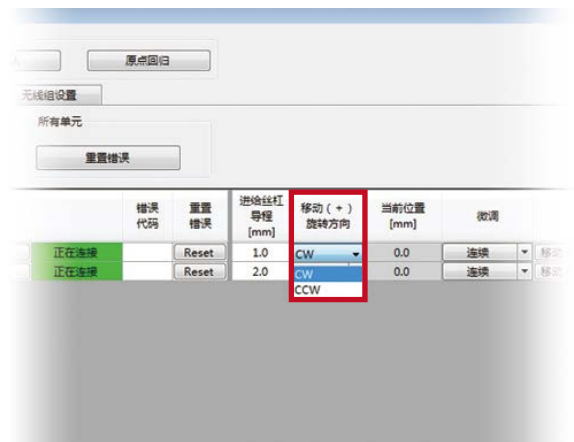 原点回归
无线组设置
所有单元
重置错误
错误代码 重置错误 进给丝杠导程[mm] 移动（+）旋转方向 当前位置[mm] 微调
正在连接 Reset 1.0 CW 0.0 连续
正在连接 Reset 2.0 CW 0.0 连续
CCW